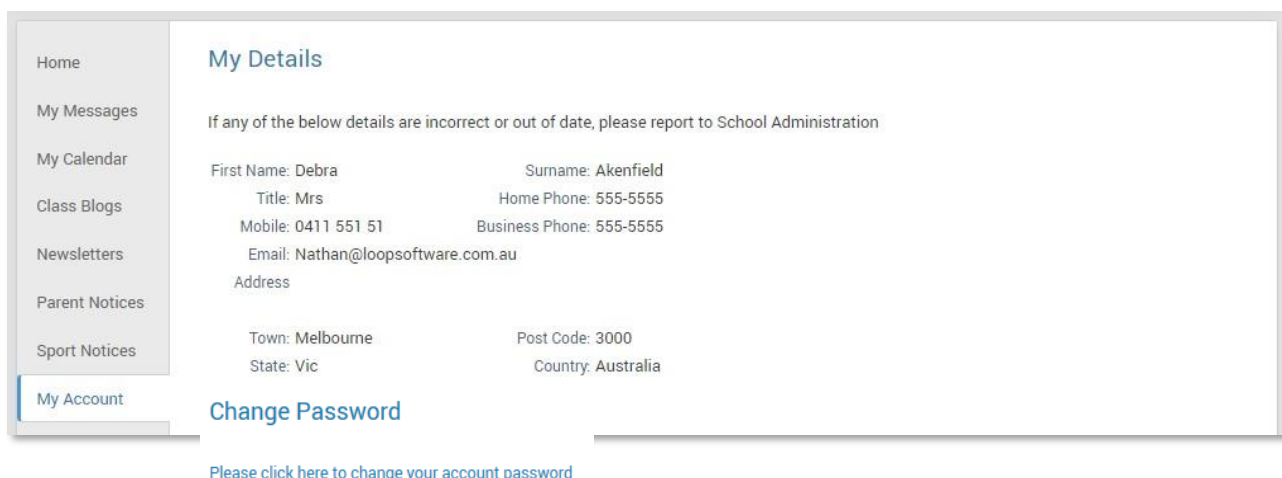 Home
My Messages
My Calendar
Class Blogs
Newsletters
Parent Notices
Sport Notices
My Account
My Details
If any of the below details are incorrect or out of date, please report to School Administration
First Name: Debra Surname: Akenfield
Title: Mrs Home Phone: 555-5555
Mobile: 0411 551 51 Business Phone: 555-5555
Email: Nathan@loopsoftware.com.au
Address
Town: Melbourne Post Code: 3000
State: Vic Country: Australia
Change Password
Please click here to change your account password